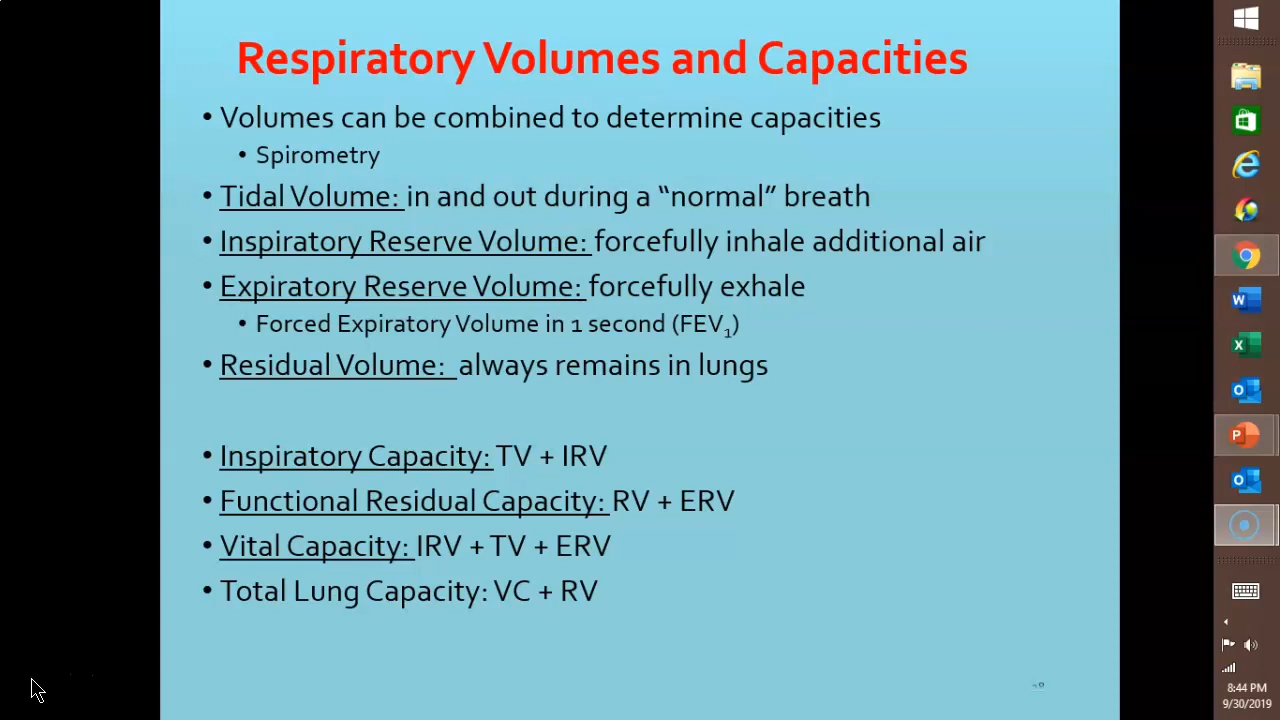 Respiratory Volumes and Capacities
• Volumes can be combined to determine capacities
• Spirometry
• Tidal Volume: in and out during a “normal” breath
• Inspiratory Reserve Volume: forcefully inhale additional air
• Expiratory Reserve Volume: forcefully exhale
• Forced Expiratory Volume in 1 second (FEV₁)
• Residual Volume: always remains in lungs
• Inspiratory Capacity: TV + IRV
• Functional Residual Capacity: RV + ERV
• Vital Capacity: IRV + TV + ERV
• Total Lung Capacity: VC + RV
8:44 PM
9/30/2019